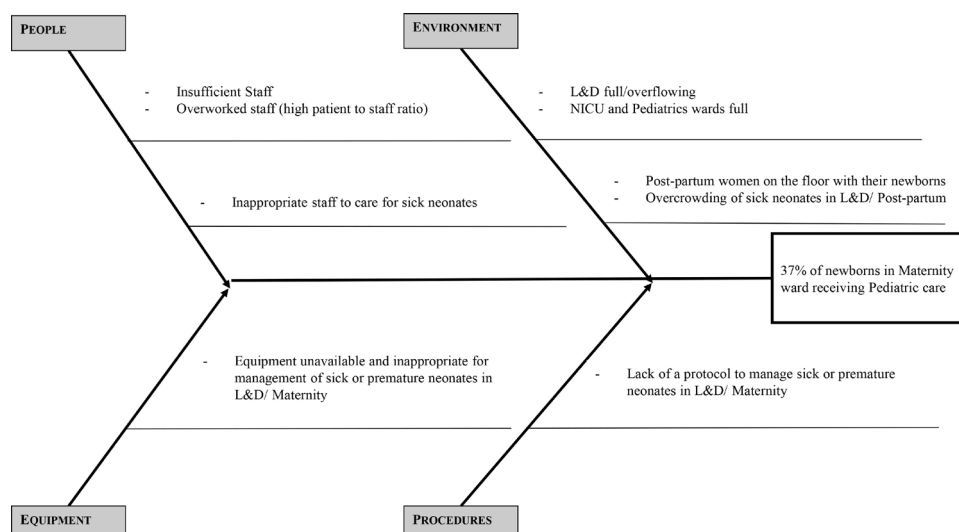 PEOPLE
ENVIRONMENT
- Insufficient Staff
- Overworked staff (high patient to staff ratio)
- L&D full/overflowing
- NICU and Pediatrics wards full
- Inappropriate staff to care for sick neonates
- Post-partum women on the floor with their newborns
- Overcrowding of sick neonates in L&D/ Post-partum
37% of newborns in Maternity
ward receiving Pediatric care
- Equipment unavailable and inappropriate for
management of sick or premature neonates in
L&D/ Maternity
- Lack of a protocol to manage sick or premature
neonates in L&D/ Maternity
EQUIPMENT
PROCEDURES